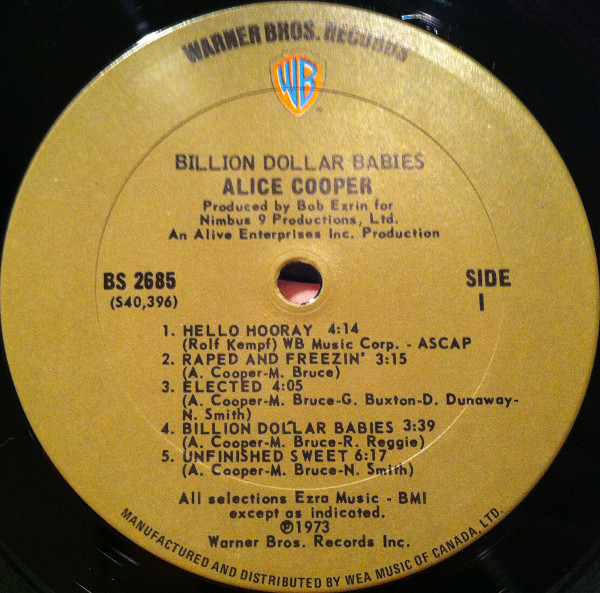 WARNER BROS. RECORDS
WB
BILLION DOLLAR BABIES
ALICE COOPER
Produced by Bob Ezrin for
Nimbus 9 Productions, Ltd.
An Alive Enterprises Inc. Production
BS 2685
(S40,396)
SIDE
1
1. HELLO HOORAY 4:14
(Rolf Kempf) WB Music Corp. - ASCAP
2. RAPED AND FREEZIN' 3:15
(A. Cooper-M. Bruce)
3. ELECTED 4:05
(A. Cooper-M. Bruce-G. Buxton-D. Dunaway-
N. Smith)
4. BILLION DOLLAR BABIES 3:39
(A. Cooper-M. Bruce-R. Reggie)
5. UNFINISHED SWEET 6:17
(A. Cooper-M. Bruce-N. Smith)
All selections Ezra Music - BMI
except as indicated.
℗1973
Warner Bros. Records Inc.
MANUFACTURED AND DISTRIBUTED BY WEA MUSIC OF CANADA, LTD.